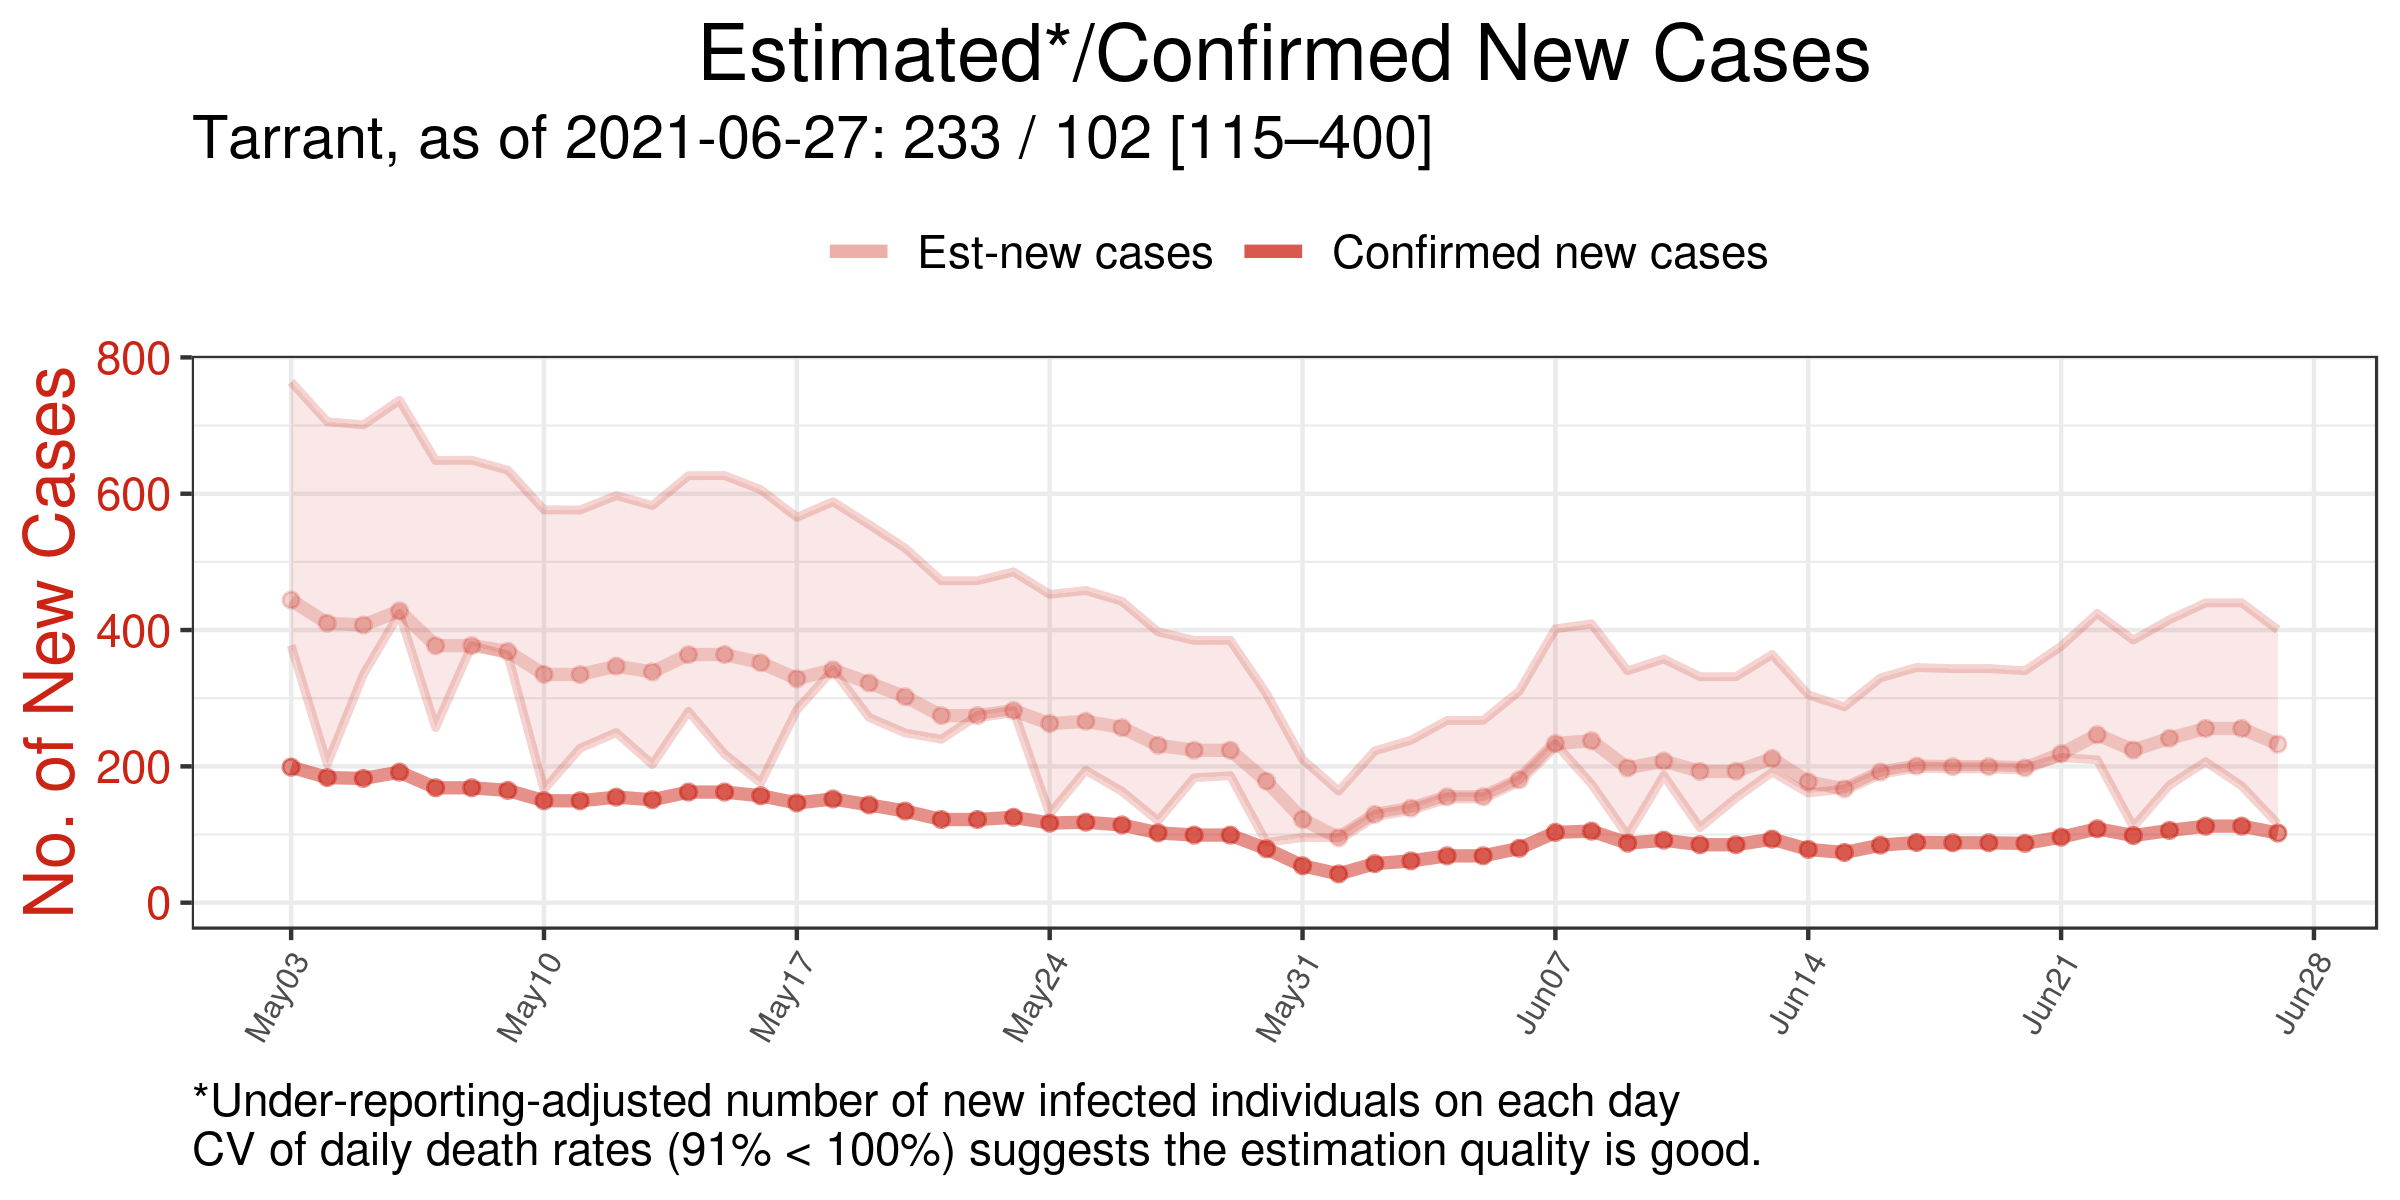 Estimated*/Confirmed New Cases
Tarrant, as of 2021-06-27: 233 / 102 [115–400]
Est-new cases Confirmed new cases
No. of New Cases
800
600
400
200
0
May03 May10 May17 May24 May31 Jun07 Jun14 Jun21 Jun28
*Under-reporting-adjusted number of new infected individuals on each day
CV of daily death rates (91% < 100%) suggests the estimation quality is good.